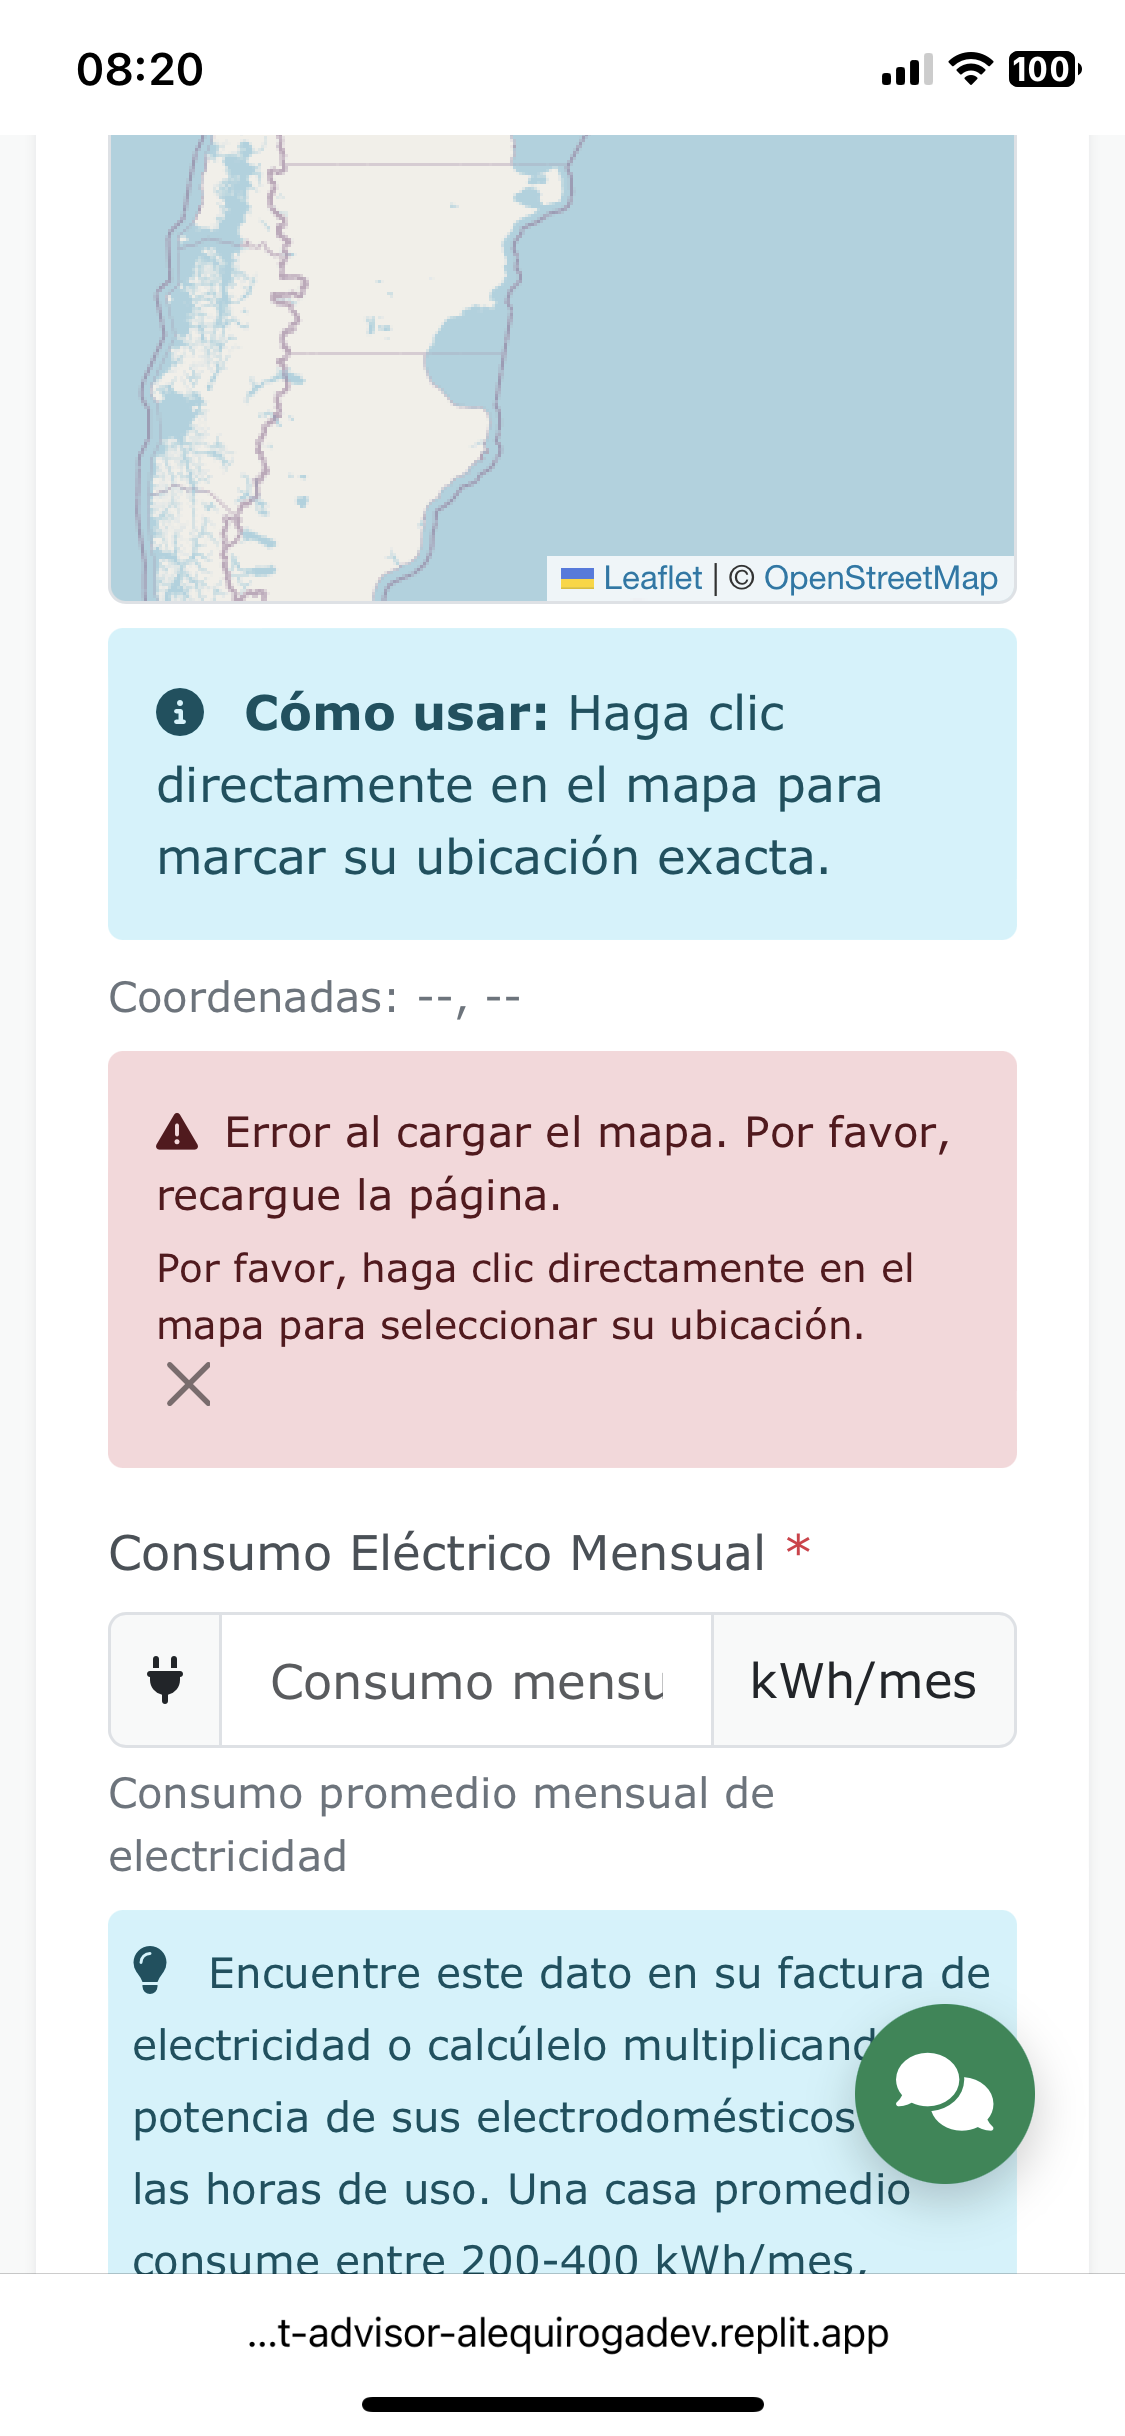 08:20
100
Leaflet | © OpenStreetMap
Cómo usar: Haga clic
directamente en el mapa para
marcar su ubicación exacta.
Coordenadas: --, --
Error al cargar el mapa. Por favor,
recargue la página.
Por favor, haga clic directamente en el
mapa para seleccionar su ubicación.
Consumo Eléctrico Mensual *
Consumo mensu
kWh/mes
Consumo promedio mensual de
electricidad
Encuentre este dato en su factura de
electricidad o calcúlelo multiplicand
potencia de sus electrodomésticos
las horas de uso. Una casa promedio
consume entre 200-400 kWh/mes,
...t-advisor-alequirogadev.replit.app